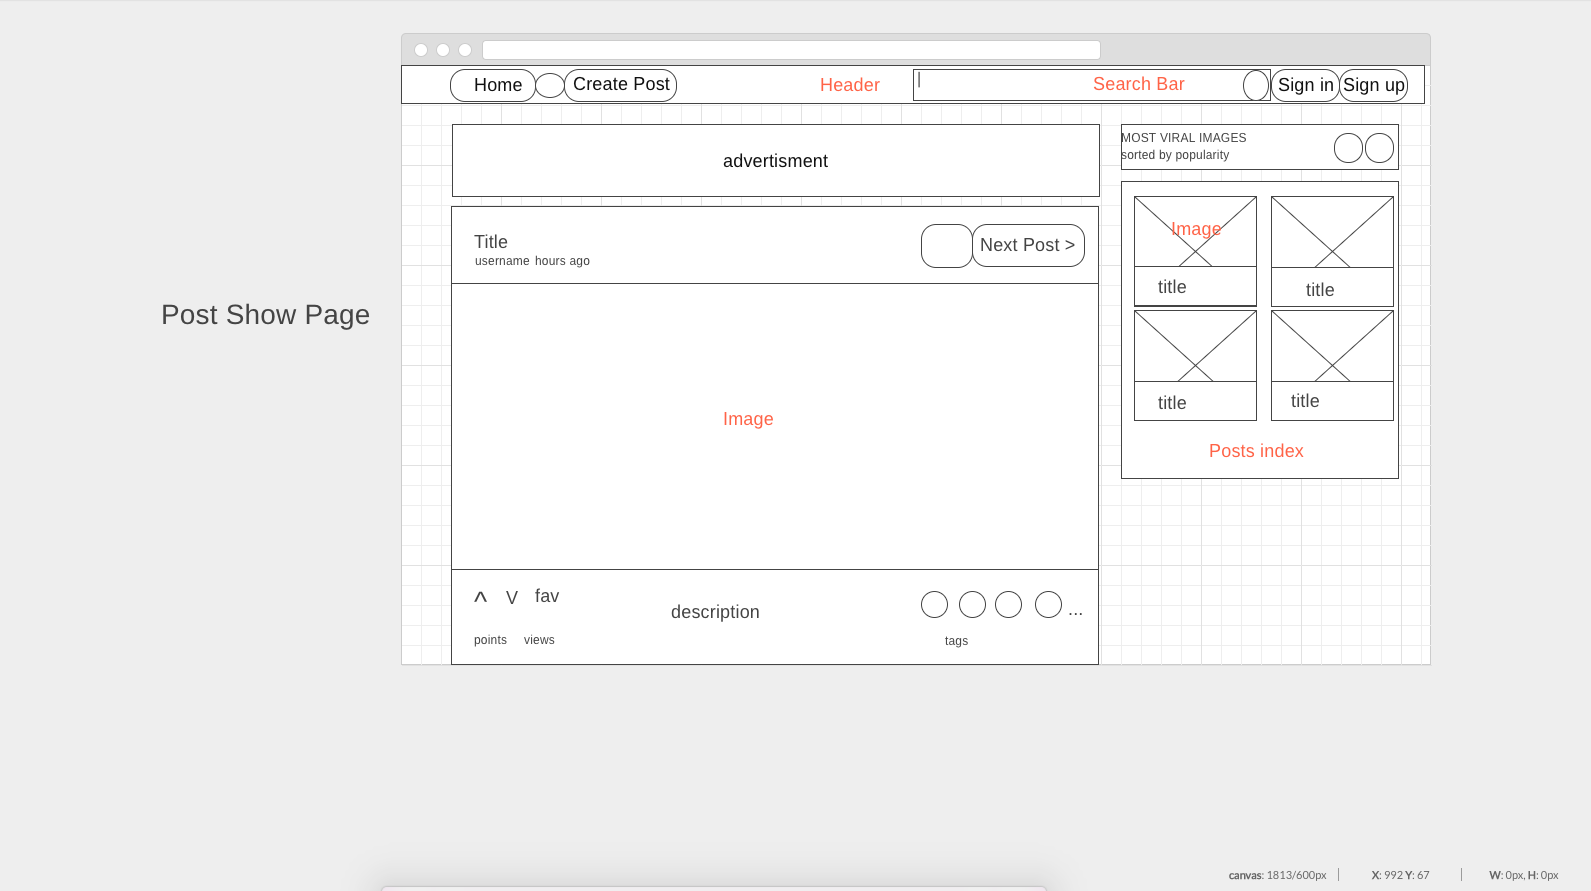 Home
Create Post
Header
Search Bar
Sign in
Sign up
advertisment
MOST VIRAL IMAGES
sorted by popularity
Title
username hours ago
Next Post >
Image
title
title
title
title
Posts index
Post Show Page
Image
^ V fav
description
...
points views
tags
canvas: 1813/600px
X: 992 Y: 67
W: 0px, H: 0px